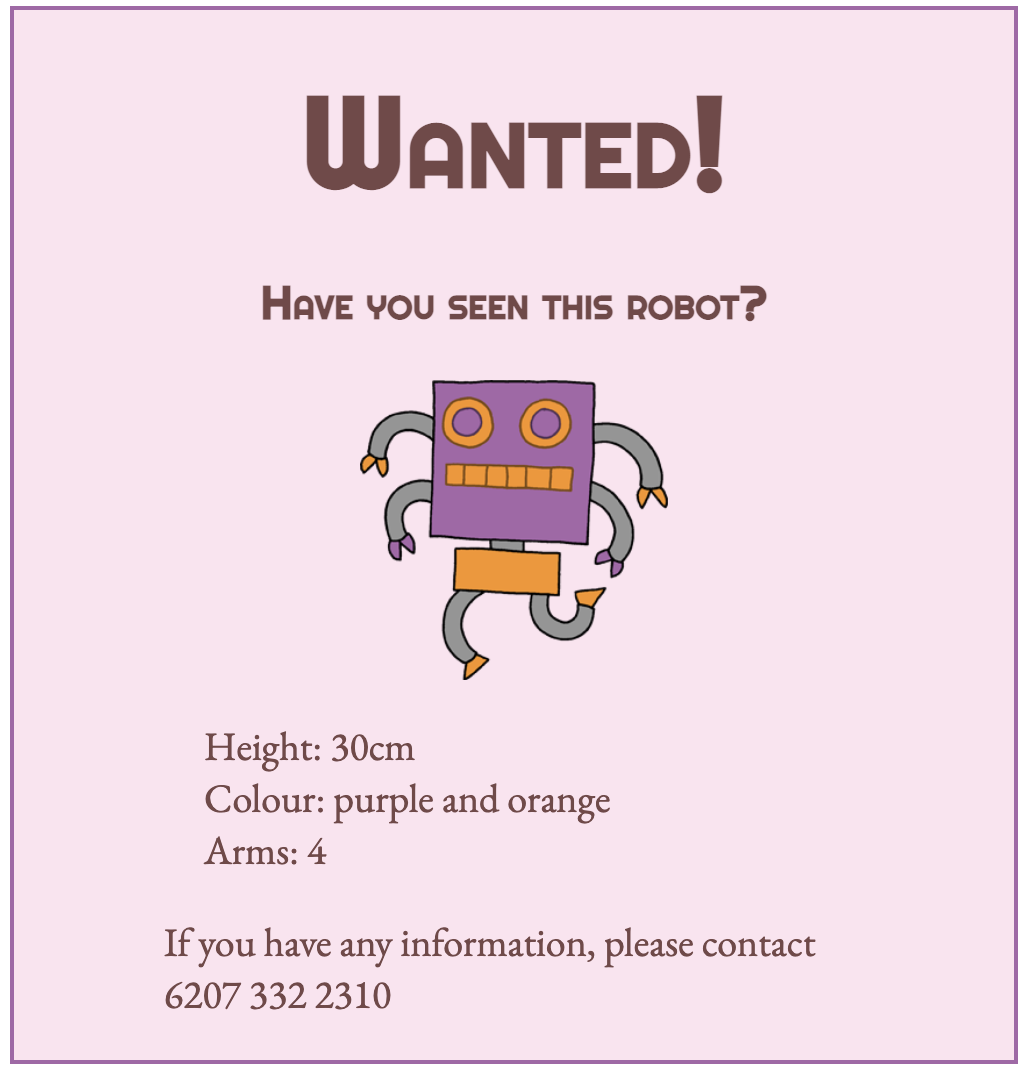 Wanted!
Have you seen this robot?
Height: 30cm
Colour: purple and orange
Arms: 4
If you have any information, please contact
6207 332 2310